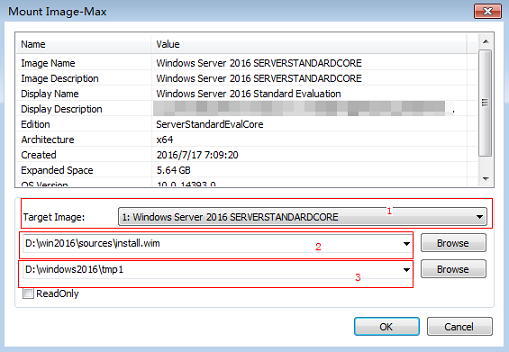 Mount Image-Max
Name Value
Image Name Windows Server 2016 SERVERSTANDARDCORE
Image Description Windows Server 2016 SERVERSTANDARDCORE
Display Name Windows Server 2016 Standard Evaluation
Display Description
Edition ServerStandardEvalCore
Architecture x64
Created 2016/7/17 7:09:20
Expanded Space 5.64 GB
OS Version 10.0.14393.0
Target Image: 1: Windows Server 2016 SERVERSTANDARDCORE 1
D:\win2016\sources\install.wim 2 Browse
D:\windows2016\tmp1 3 Browse
ReadOnly
OK Cancel